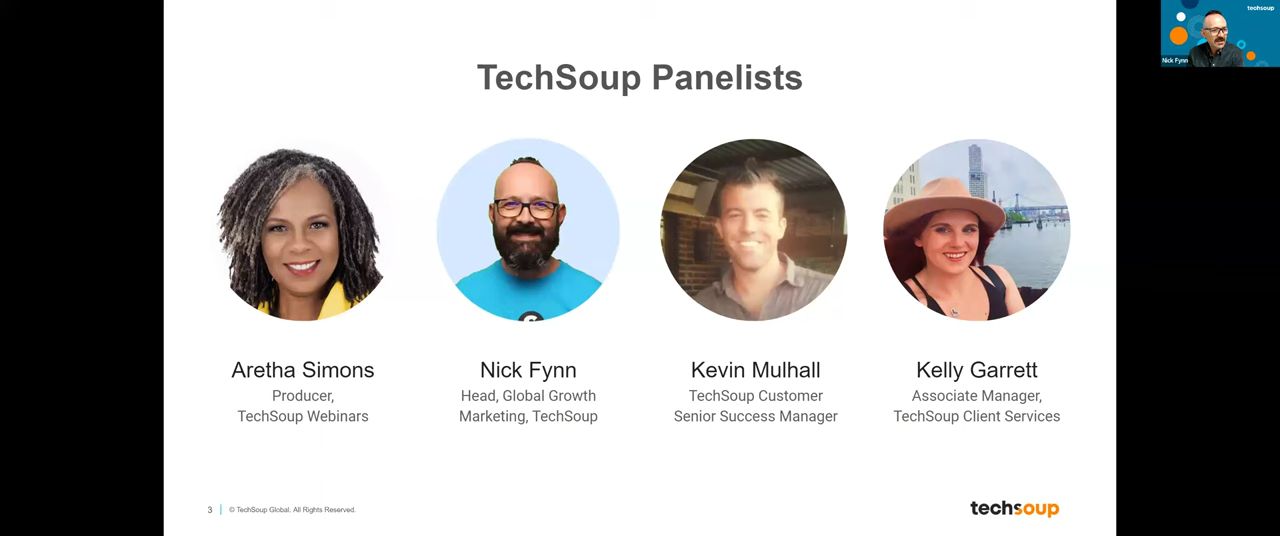 TechSoup Panelists
techsoup
Nick Fynn
Aretha Simons
Producer,
TechSoup Webinars
Nick Fynn
Head, Global Growth
Marketing, TechSoup
Kevin Mulhall
TechSoup Customer
Senior Success Manager
Kelly Garrett
Associate Manager,
TechSoup Client Services
3
© TechSoup Global. All Rights Reserved.
techsoup